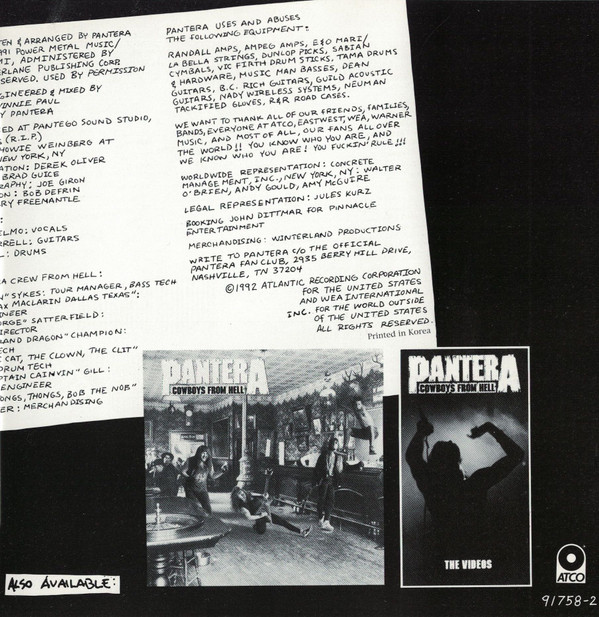 TEN & ARRANGED BY PANTERA
991 POWER METAL MUSIC/
MI, ADMINISTERED BY
ERLANE PUBLISHING CORP.
SERVED. USED BY PERMISSION
GINEERED & MIXED BY
VINNIE PAUL
Y PANTERA
ED AT PANTEGO SOUND STUDIO,
(R.I.P.)
HOWIE WEINBERG AT
NEW YORK, NY
ATION: DEREK OLIVER
BRAD GUICE
RAPHY: JOE GIRON
ON: BOB DEFRIN
RRY FREEMANTLE
:
ELMO: VOCALS
RRELL: GUITARS
L: DRUMS
RA CREW FROM HELL:
N" SYKES: TOUR MANAGER, BASS TECH
AX MACLARIN DALLAS TEXAS":
INEER
ORGE" SATTERFIELD:
IRECTOR
LAND DRAGON" CHAMPION:
ECH
E CAT, THE CLOWN, THE CLIT"
DRUM TECH
PTAIN CAINVIN" GILL:
ENGINEER
ONGS, THONGS, BOB THE NOB"
ER: MERCHANDISING
PANTERA USES AND ABUSES
THE FOLLOWING EQUIPMENT:
RANDALL AMPS, AMPEG AMPS, E&O MARI/
LA BELLA STRINGS, DUNLOP PICKS, SABIAN
CYMBALS, VIC FIRTH DRUM STICKS, TAMA DRUMS
& HARDWARE, MUSIC MAN BASSES, DEAN
GUITARS, B.C. RICH GUITARS, GUILD ACOUSTIC
GUITARS, NADY WIRELESS SYSTEMS, NEUMAN
TACKIFIED GLOVES, R&R ROAD CASES.
WE WANT TO THANK ALL OF OUR FRIENDS, FAMILIES,
BANDS, EVERYONE AT ATCO, EASTWEST, WEA, WARNER
MUSIC, AND MOST OF ALL, OUR FANS ALL OVER
THE WORLD!! YOU KNOW WHO YOU ARE, AND
WE KNOW WHO YOU ARE! YOU FUCKIN' RULE!!!
WORLDWIDE REPRESENTATION: CONCRETE
MANAGEMENT, INC., NEW YORK, NY: WALTER
O'BRIEN, ANDY GOULD, AMY McGUIRE
LEGAL REPRESENTATION: JULES KURZ
BOOKING JOHN DITTMAR FOR PINNACLE
ENTERTAINMENT
MERCHANDISING: WINTERLAND PRODUCTIONS
WRITE TO PANTERA C/O THE OFFICIAL
PANTERA FAN CLUB, 2935 BERRY HILL DRIVE,
NASHVILLE, TN 37204
©1992 ATLANTIC RECORDING CORPORATION
FOR THE UNITED STATES
AND WEA INTERNATIONAL
INC. FOR THE WORLD OUTSIDE
OF THE UNITED STATES
ALL RIGHTS RESERVED.
Printed in Korea
PANTERA
COWBOYS FROM HELL
PANTERA
COWBOYS FROM HELL
THE VIDEOS
ALSO AVAILABLE:
ATCO
91758-2